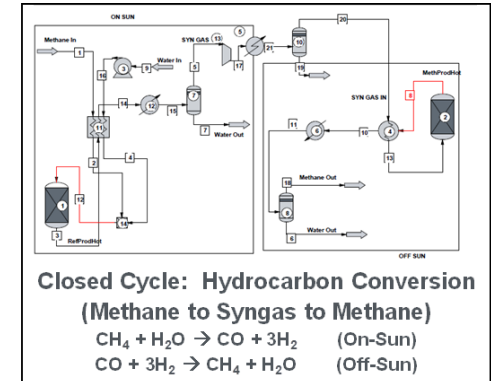 ON SUN
Methane In
1
SYN GAS
13
5
20
21
10
16
3
9
Water In
5
17
19
14
12
15
7
7
Water Out
11
2
4
12
1
3
14
RefProdHot
MethProdHot
SYN GAS IN
6
2
11
6
10
4
13
18
Methane Out
8
6
Water Out
OFF SUN
Closed Cycle: Hydrocarbon Conversion
(Methane to Syngas to Methane)
CH₄ + H₂O → CO + 3H₂ (On-Sun)
CO + 3H₂ → CH₄ + H₂O (Off-Sun)